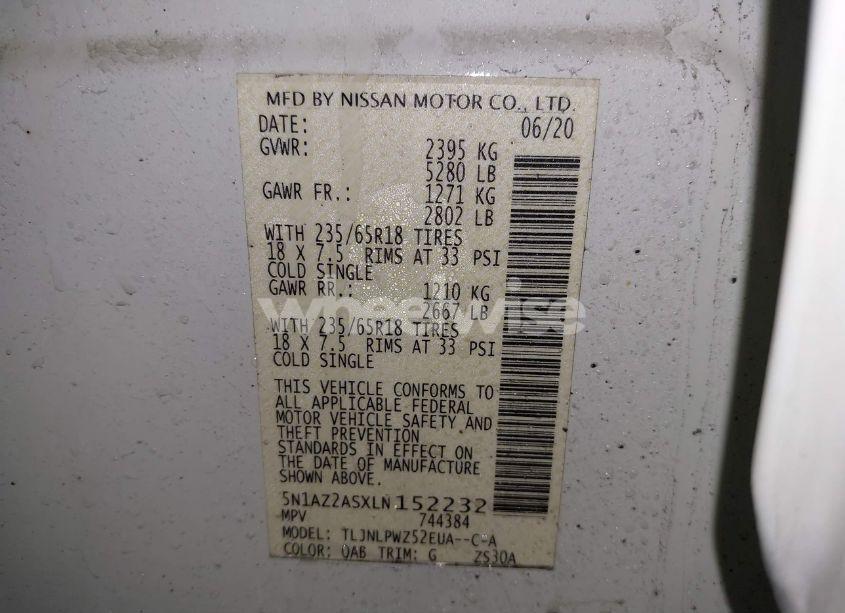 MFD BY NISSAN MOTOR CO., LTD.
DATE: 06/20
GVWR: 2395 KG
5280 LB
GAWR FR.: 1271 KG
2802 LB
WITH 235/65R18 TIRES
18 X 7.5 RIMS AT 33 PSI
COLD SINGLE
GAWR RR.: 1210 KG
2667 LB
wheelwise
WITH 235/65R18 TIRES
18 X 7.5 RIMS AT 33 PSI
COLD SINGLE
THIS VEHICLE CONFORMS TO
ALL APPLICABLE FEDERAL
MOTOR VEHICLE SAFETY AND
THEFT PREVENTION
STANDARDS IN EFFECT ON
THE DATE OF MANUFACTURE
SHOWN ABOVE.
5N1AZ2ASXLN152232
MPV 744384
MODEL: TLJNLPWZ52EUA--C-A
COLOR: QAB TRIM: G ZS30A